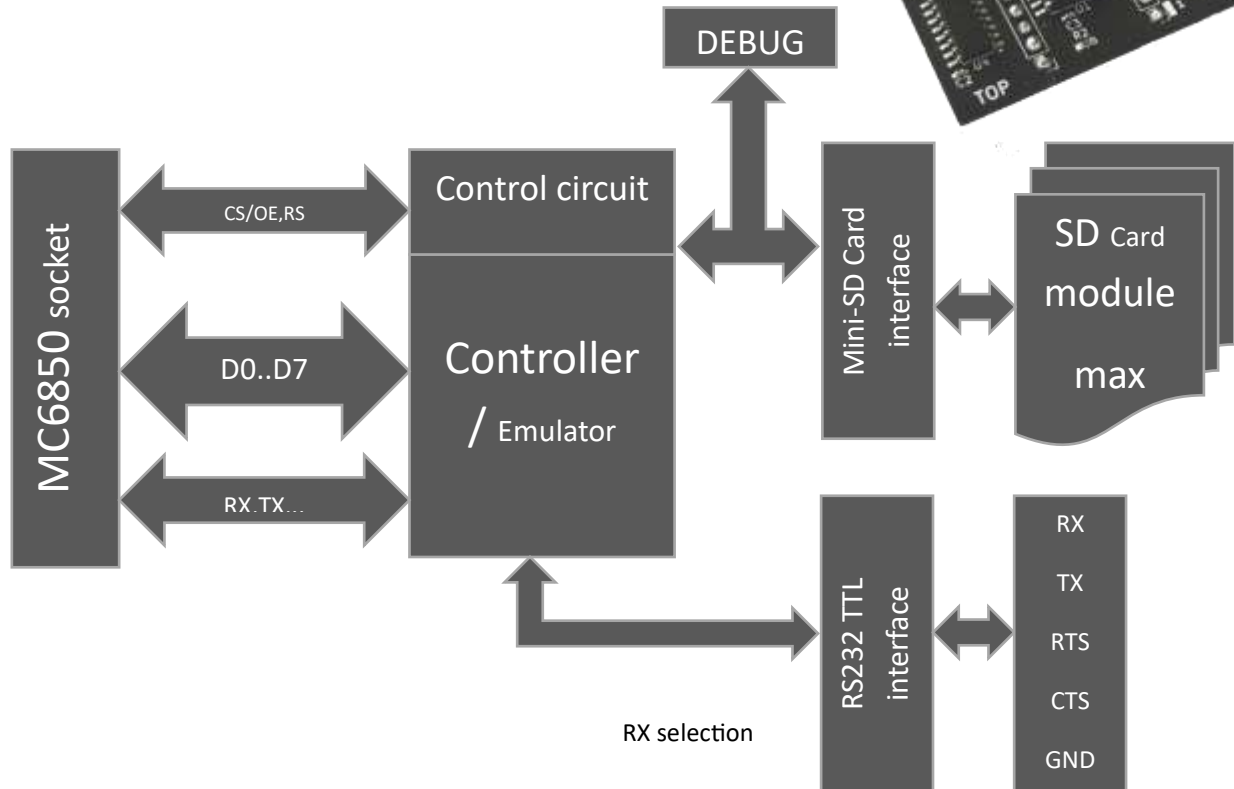 DEBUG
TOP
MC6850 socket
CS/OE,RS
D0..D7
RX,TX...
Control circuit
Controller
/ Emulator
Mini-SD Card
interface
SD Card
module
max
RS232 TTL
interface
RX
TX
RTS
CTS
GND
RX selection